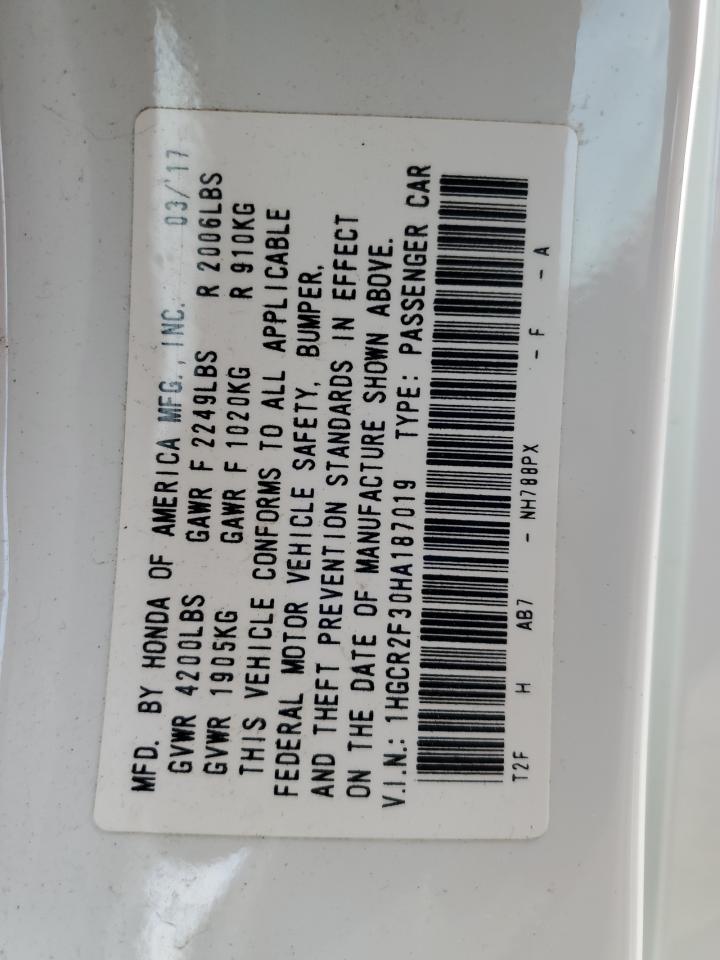 MFD. BY HONDA OF AMERICA MFG., INC. 03/'17
GVWR 4200LBS GAWR F 2249LBS R 2006LBS
GVWR 1905KG GAWR F 1020KG R 910KG
THIS VEHICLE CONFORMS TO ALL APPLICABLE
FEDERAL MOTOR VEHICLE SAFETY, BUMPER,
AND THEFT PREVENTION STANDARDS IN EFFECT
ON THE DATE OF MANUFACTURE SHOWN ABOVE.
V.I.N.: 1HGCR2F30HA187019 TYPE: PASSENGER CAR
T2F H AB7 - NH788PX - F - A